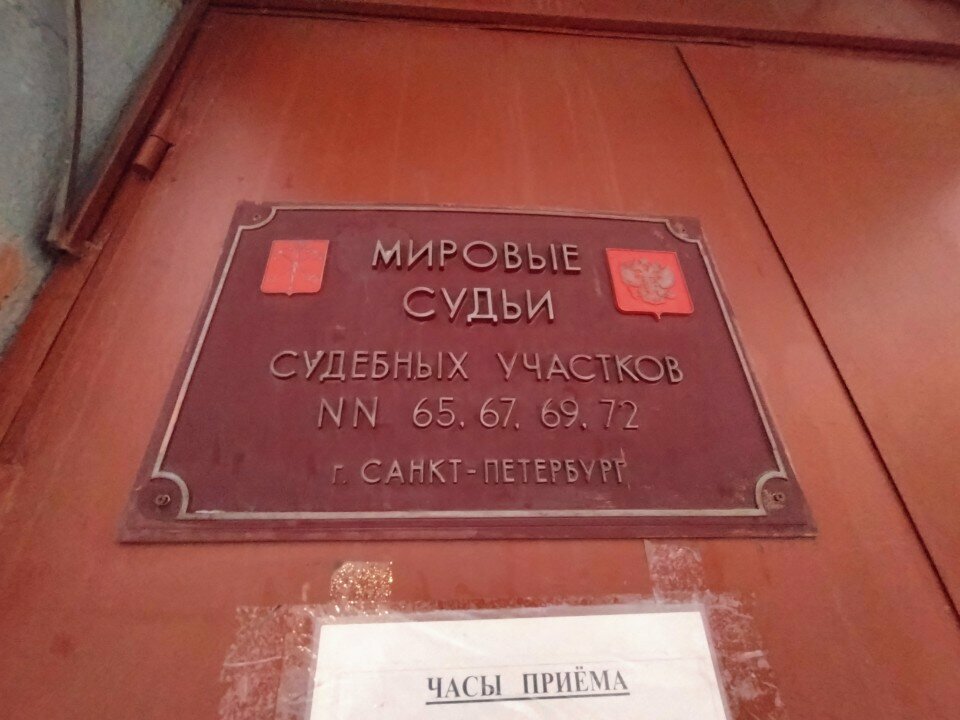 МИРОВЫЕ
СУДЬИ
СУДЕБНЫХ УЧАСТКОВ
NN 65, 67, 69, 72
г. САНКТ-ПЕТЕРБУРГ
ЧАСЫ ПРИЁМА